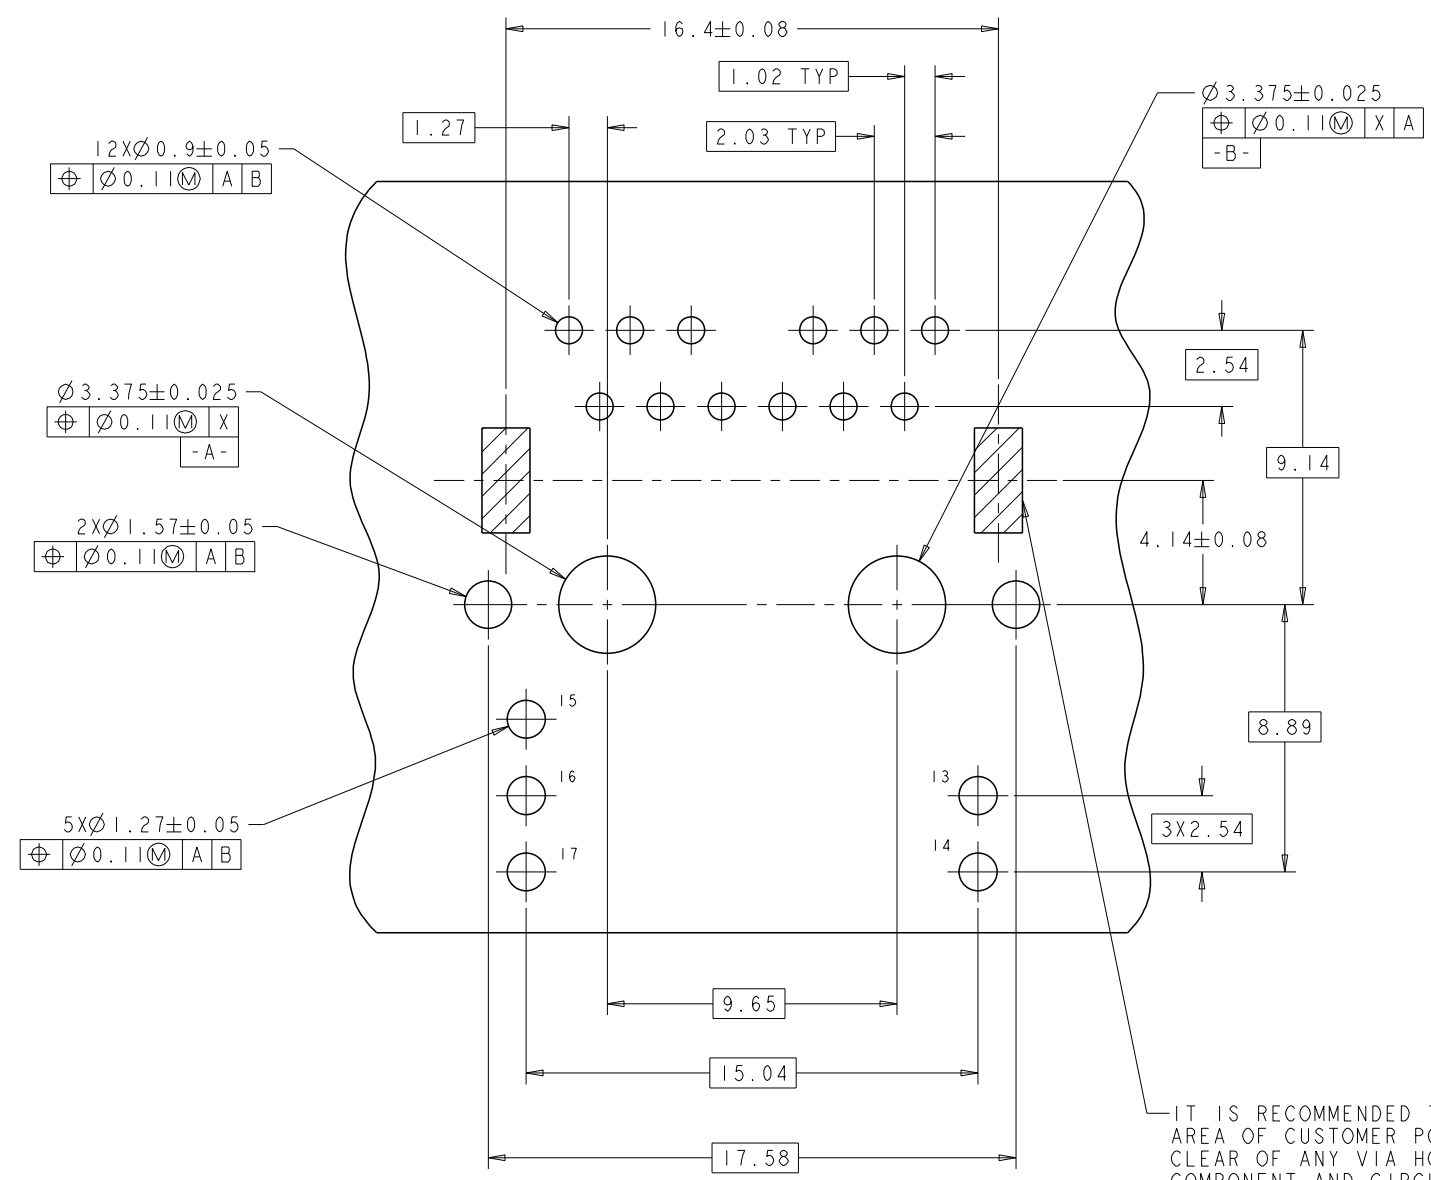 16.4±0.08
1.02 TYP
Ø3.375±0.025
⌖ Ø0.11Ⓜ X A
-B-
1.27
2.03 TYP
12XØ0.9±0.05
⌖ Ø0.11Ⓜ A B
2.54
Ø3.375±0.025
⌖ Ø0.11Ⓜ X
-A-
9.14
2XØ1.57±0.05
⌖ Ø0.11Ⓜ A B
4.14±0.08
15
8.89
16
13
5XØ1.27±0.05
⌖ Ø0.11Ⓜ A B
3X2.54
17
14
9.65
15.04
17.58
IT IS RECOMMENDED
AREA OF CUSTOMER
CLEAR OF ANY VIA
COMPONENT AND